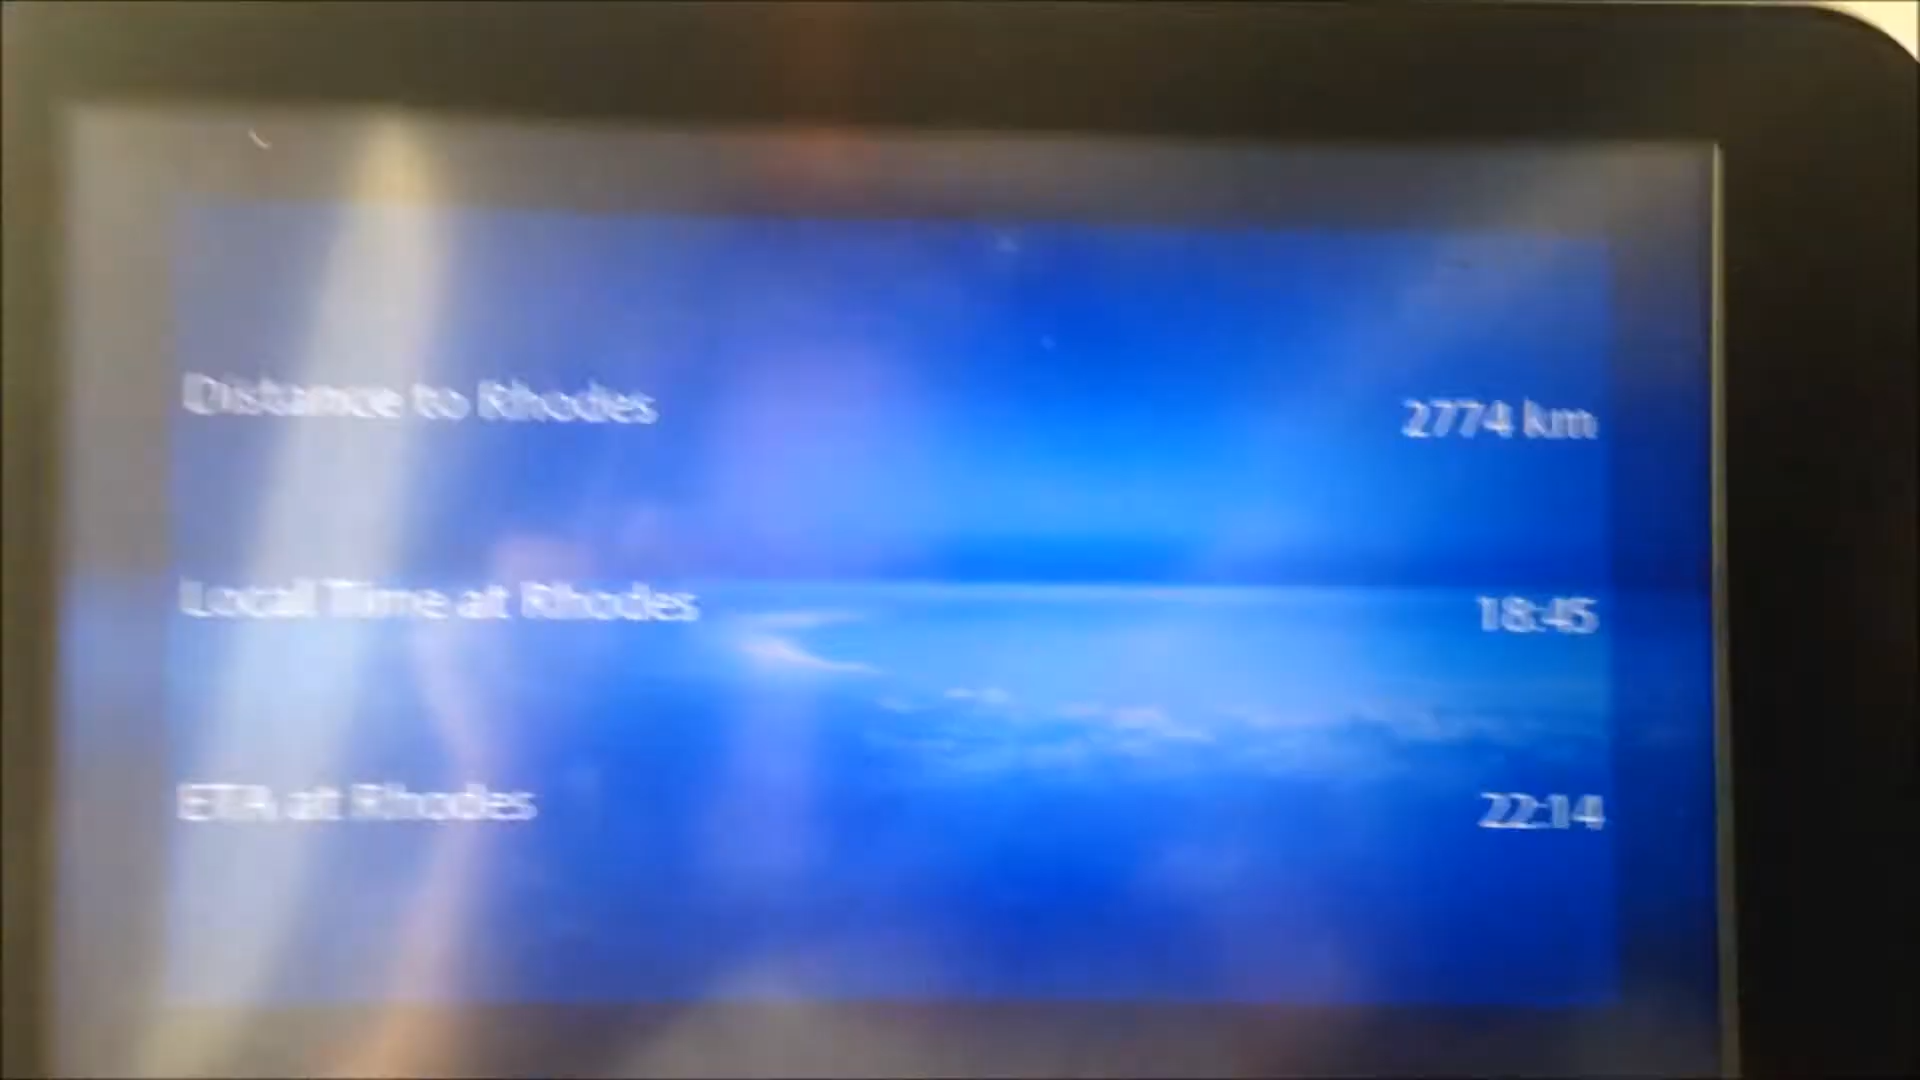 Distance to Rhodes 2774 km
Local Time at Rhodes 18:45
ETA at Rhodes 22:14